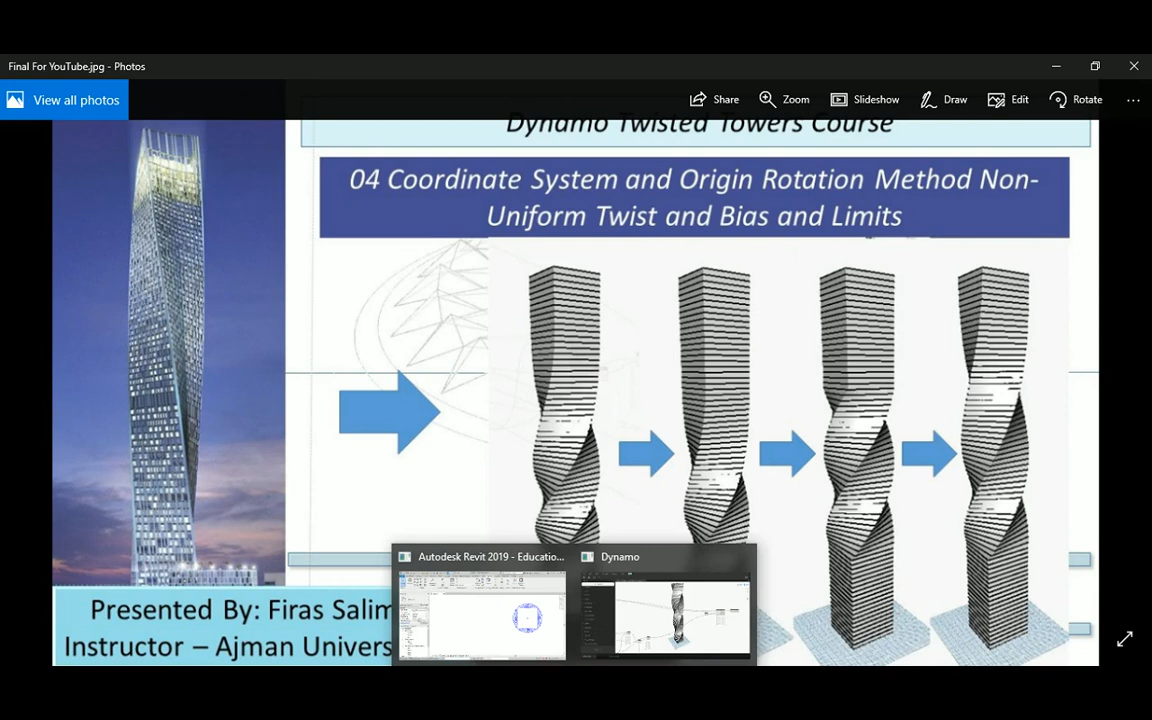 Final For YouTube.jpg - Photos
View all photos
Share
Zoom
Slideshow
Draw
Edit
Rotate
Dynamo Twisted Towers Course
04 Coordinate System and Origin Rotation Method Non-
Uniform Twist and Bias and Limits
Autodesk Revit 2019 - Educatio...
Dynamo
Presented By: Firas Salim
Instructor – Ajman Univers